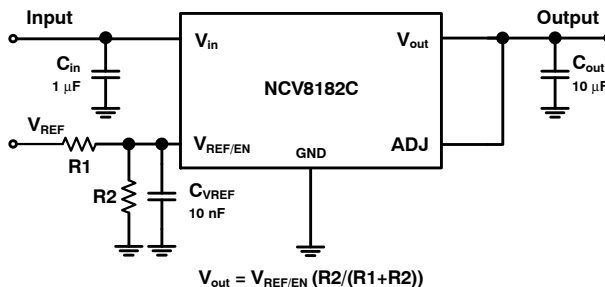 Input
Output
V_in
V_out
C_in
1 μF
C_out
10 μF
NCV8182C
V_REF
V_REF/EN
GND
ADJ
R1
R2
C_VREF
10 nF
V_out = V_REF/EN (R2/(R1+R2))